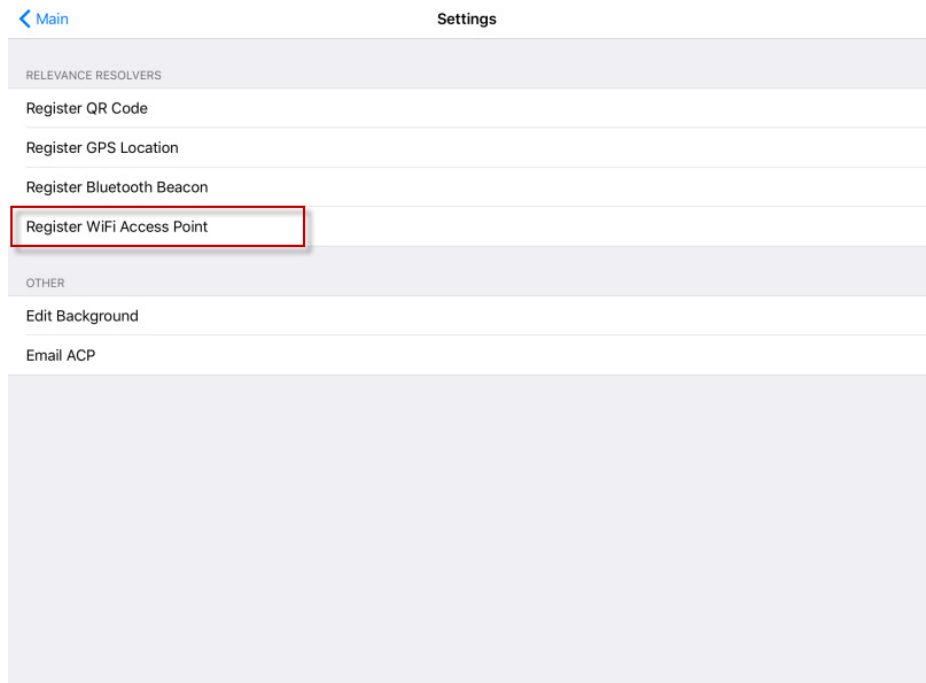 Main
Settings
RELEVANCE RESOLVERS
Register QR Code
Register GPS Location
Register Bluetooth Beacon
Register WiFi Access Point
OTHER
Edit Background
Email ACP